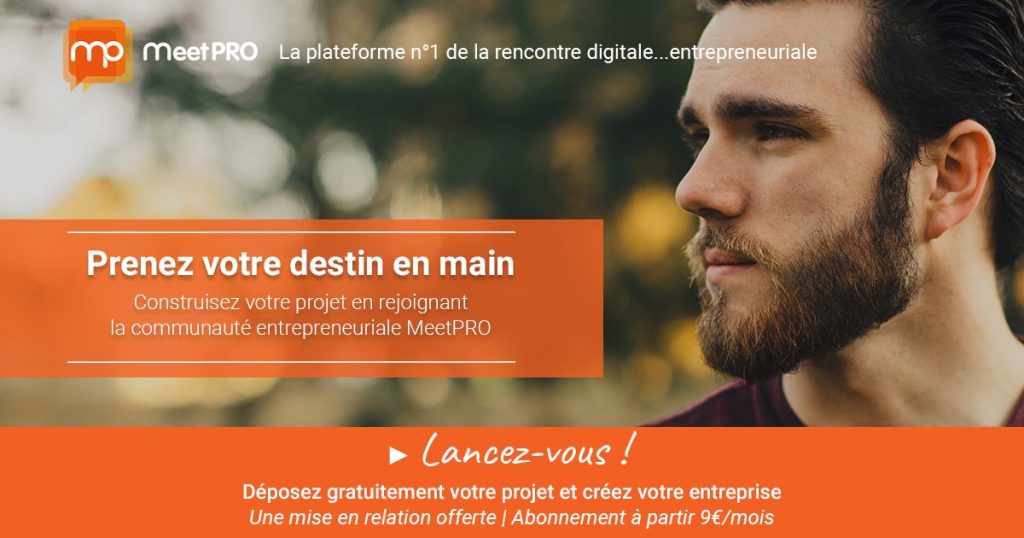 mp MeetPRO La plateforme n°1 de la rencontre digitale...entrepreneuriale
Prenez votre destin en main
Construisez votre projet en rejoignant
la communauté entrepreneuriale MeetPRO
► Lancez-vous !
Déposez gratuitement votre projet et créez votre entreprise
Une mise en relation offerte | Abonnement à partir 9€/mois